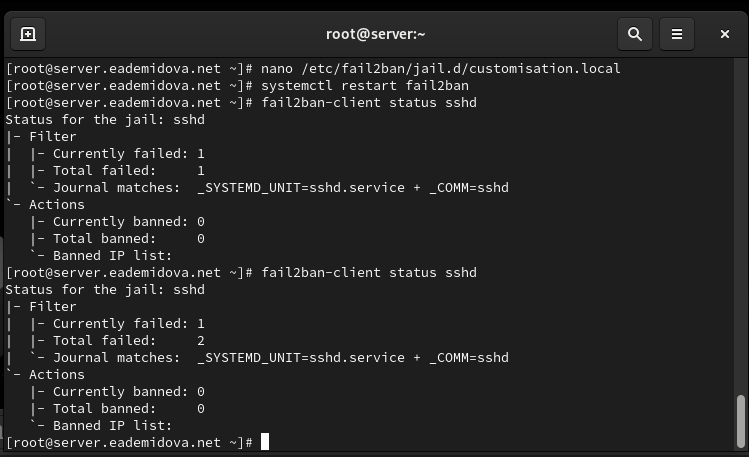 root@server:~
[root@server.eademidova.net ~]# nano /etc/fail2ban/jail.d/customisation.local
[root@server.eademidova.net ~]# systemctl restart fail2ban
[root@server.eademidova.net ~]# fail2ban-client status sshd
Status for the jail: sshd
|- Filter
|  |- Currently failed: 1
|  |- Total failed:     1
|  `- Journal matches:  _SYSTEMD_UNIT=sshd.service + _COMM=sshd
`- Actions
   |- Currently banned: 0
   |- Total banned:     0
   `- Banned IP list:
[root@server.eademidova.net ~]# fail2ban-client status sshd
Status for the jail: sshd
|- Filter
|  |- Currently failed: 1
|  |- Total failed:     2
|  `- Journal matches:  _SYSTEMD_UNIT=sshd.service + _COMM=sshd
`- Actions
   |- Currently banned: 0
   |- Total banned:     0
   `- Banned IP list:
[root@server.eademidova.net ~]#